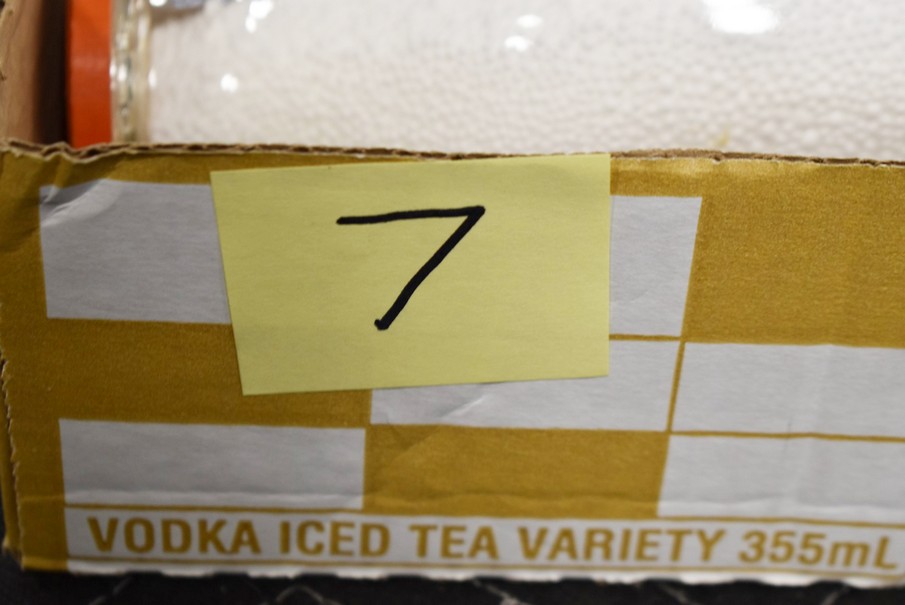 7
VODKA ICED TEA VARIETY 355mL